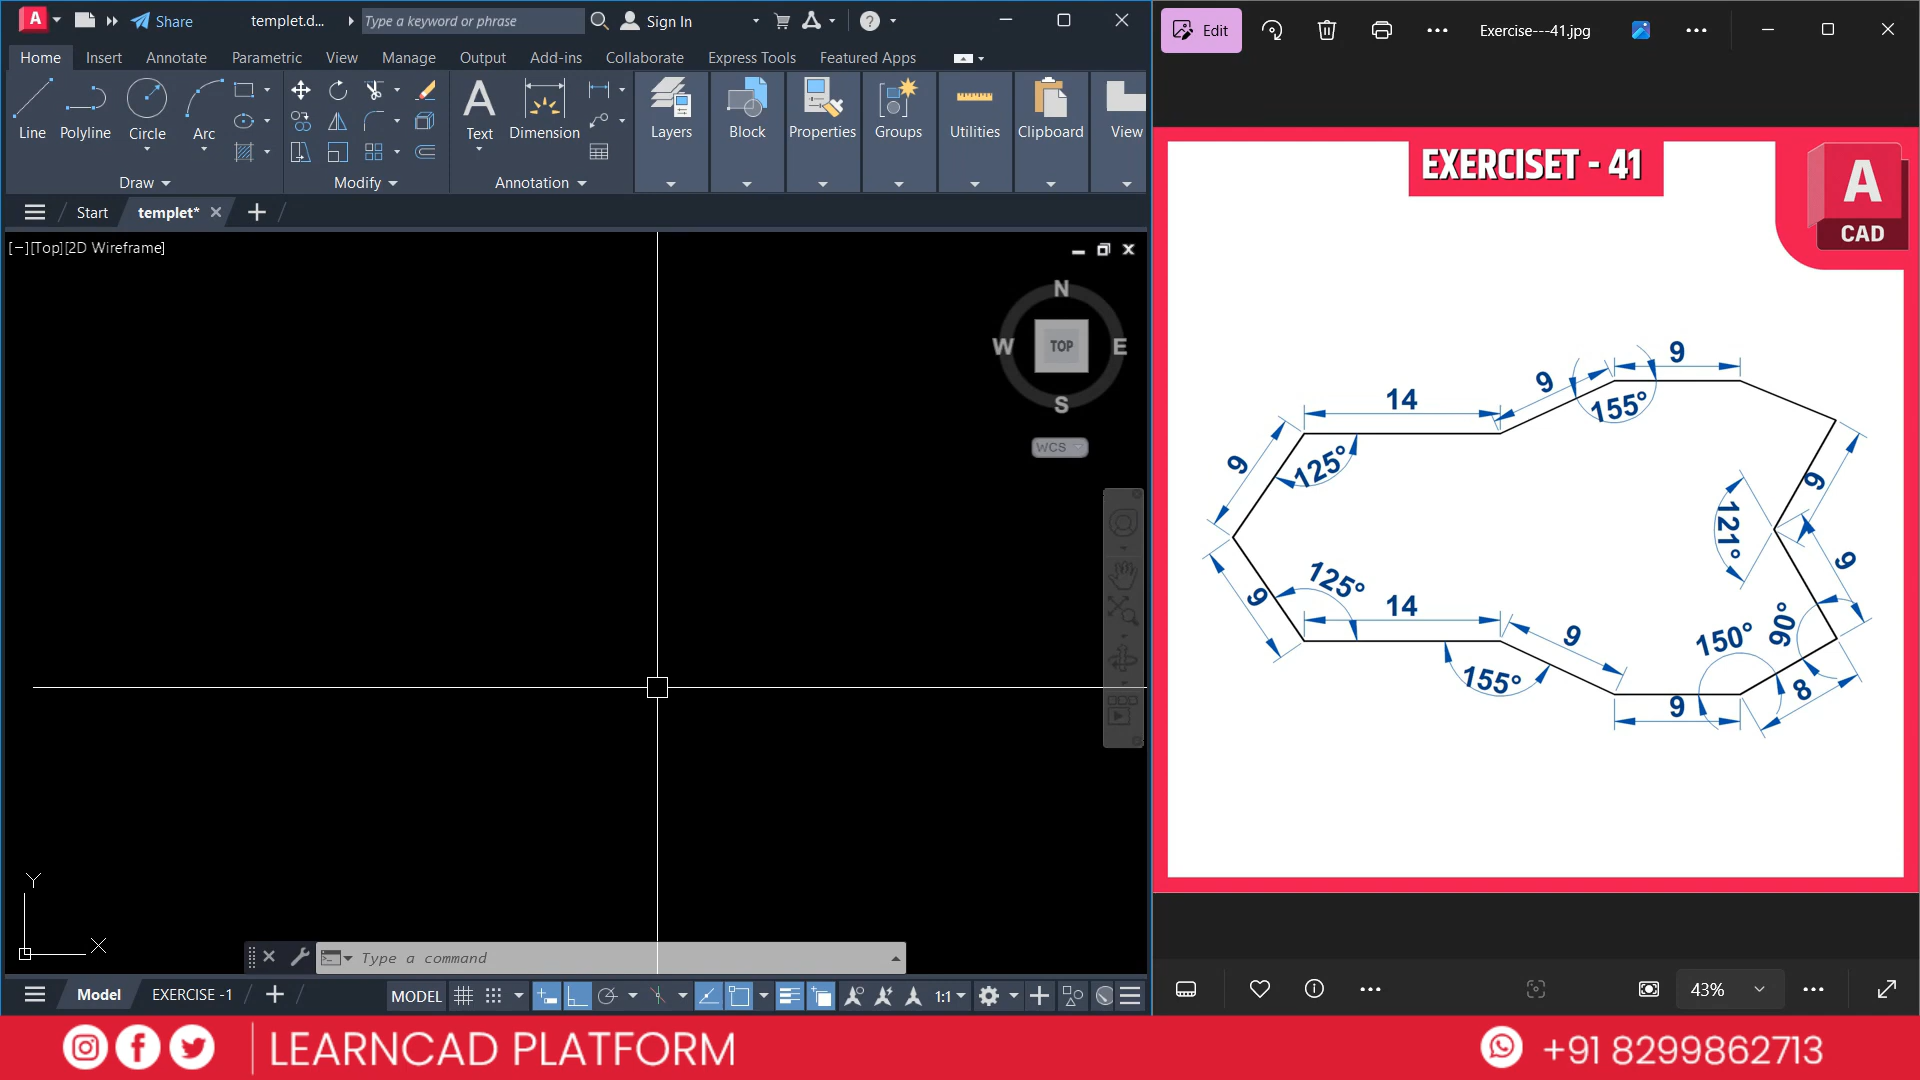 A
Share
templet.d...
Type a keyword or phrase
Sign In
?
Home Insert Annotate Parametric View Manage Output Add-ins Collaborate Express Tools Featured Apps
Line
Polyline
Circle
Arc
A
Text
Dimension
Layers
Block
Properties
Groups
Utilities
Clipboard
View
Draw
Modify
Annotation
Start
templet*
[−][Top][2D Wireframe]
N
W
TOP
E
S
WCS
Y
X
Type a command
Model
EXERCISE -1
MODEL
1:1
Edit
Exercise---41.jpg
EXERCISET - 41
A
CAD
9
9
14
155°
9
125°
9
121°
9
125°
14
9
9
90°
150°
155°
9
8
43%
LEARNCAD PLATFORM
+91 8299862713